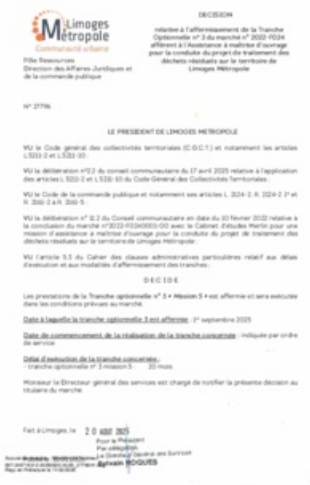 Limoges
Métropole
Communauté urbaine
Pôle Ressources
Direction des Affaires Juridiques et
de la commande publique
DECISION
relative à l'affermissement de la Tranche
Optionnelle n° 3 du marché n° 2022-F024
afférent à l'Assistance à maîtrise d'ouvrage
pour la conduite du projet de traitement des
déchets résiduels sur le territoire de
Limoges Métropole
N° 27796
LE PRESIDENT DE LIMOGES METROPOLE
VU le Code général des collectivités territoriales (C.G.C.T) et notamment les articles
L.5211-2 et L.5211-10
VU la délibération n°2.2 du conseil communautaire du 17 avril 2025 relative à l'application
des articles L. 5211-2 et L.5211-10 du Code Général des Collectivités Territoriales
VU le Code de la commande publique et notamment ses articles L. 2124-2, R. 2124-2 1° et
R. 2161-2 à R. 2161-5
VU la délibération n° 11.2 du Conseil communautaire en date du 10 février 2022 relative à
la conclusion du marché n°2022-F0240001-00 avec le Cabinet d'études Merlin pour une
mission d'assistance à maîtrise d'ouvrage pour la conduite du projet de traitement des
déchets résiduels sur le territoire de Limoges Métropole
VU l'article 5.3 du Cahier des clauses administratives particulières relatif aux délais
d'exécution et aux modalités d'affermissement des tranches
DECIDE
Les prestations de la Tranche optionnelle n° 3 « Mission 5 » est affermie et sera exécutée
dans les conditions prévues au marché
Date à laquelle la tranche optionnelle 3 est affermie : 1er septembre 2025
Date de commencement de la réalisation de la tranche concernée : indiquée par ordre
de service
Délai d'exécution de la tranche concernée :
- tranche optionnelle n° 3 mission 5 : 20 mois
Monsieur le Directeur général des services est chargé de notifier la présente décision au
titulaire du marché
Fait à Limoges, le 20 AOUT 2025
Pour le Président
Par délégation
Le Directeur Général des Services
Sylvain ROQUES